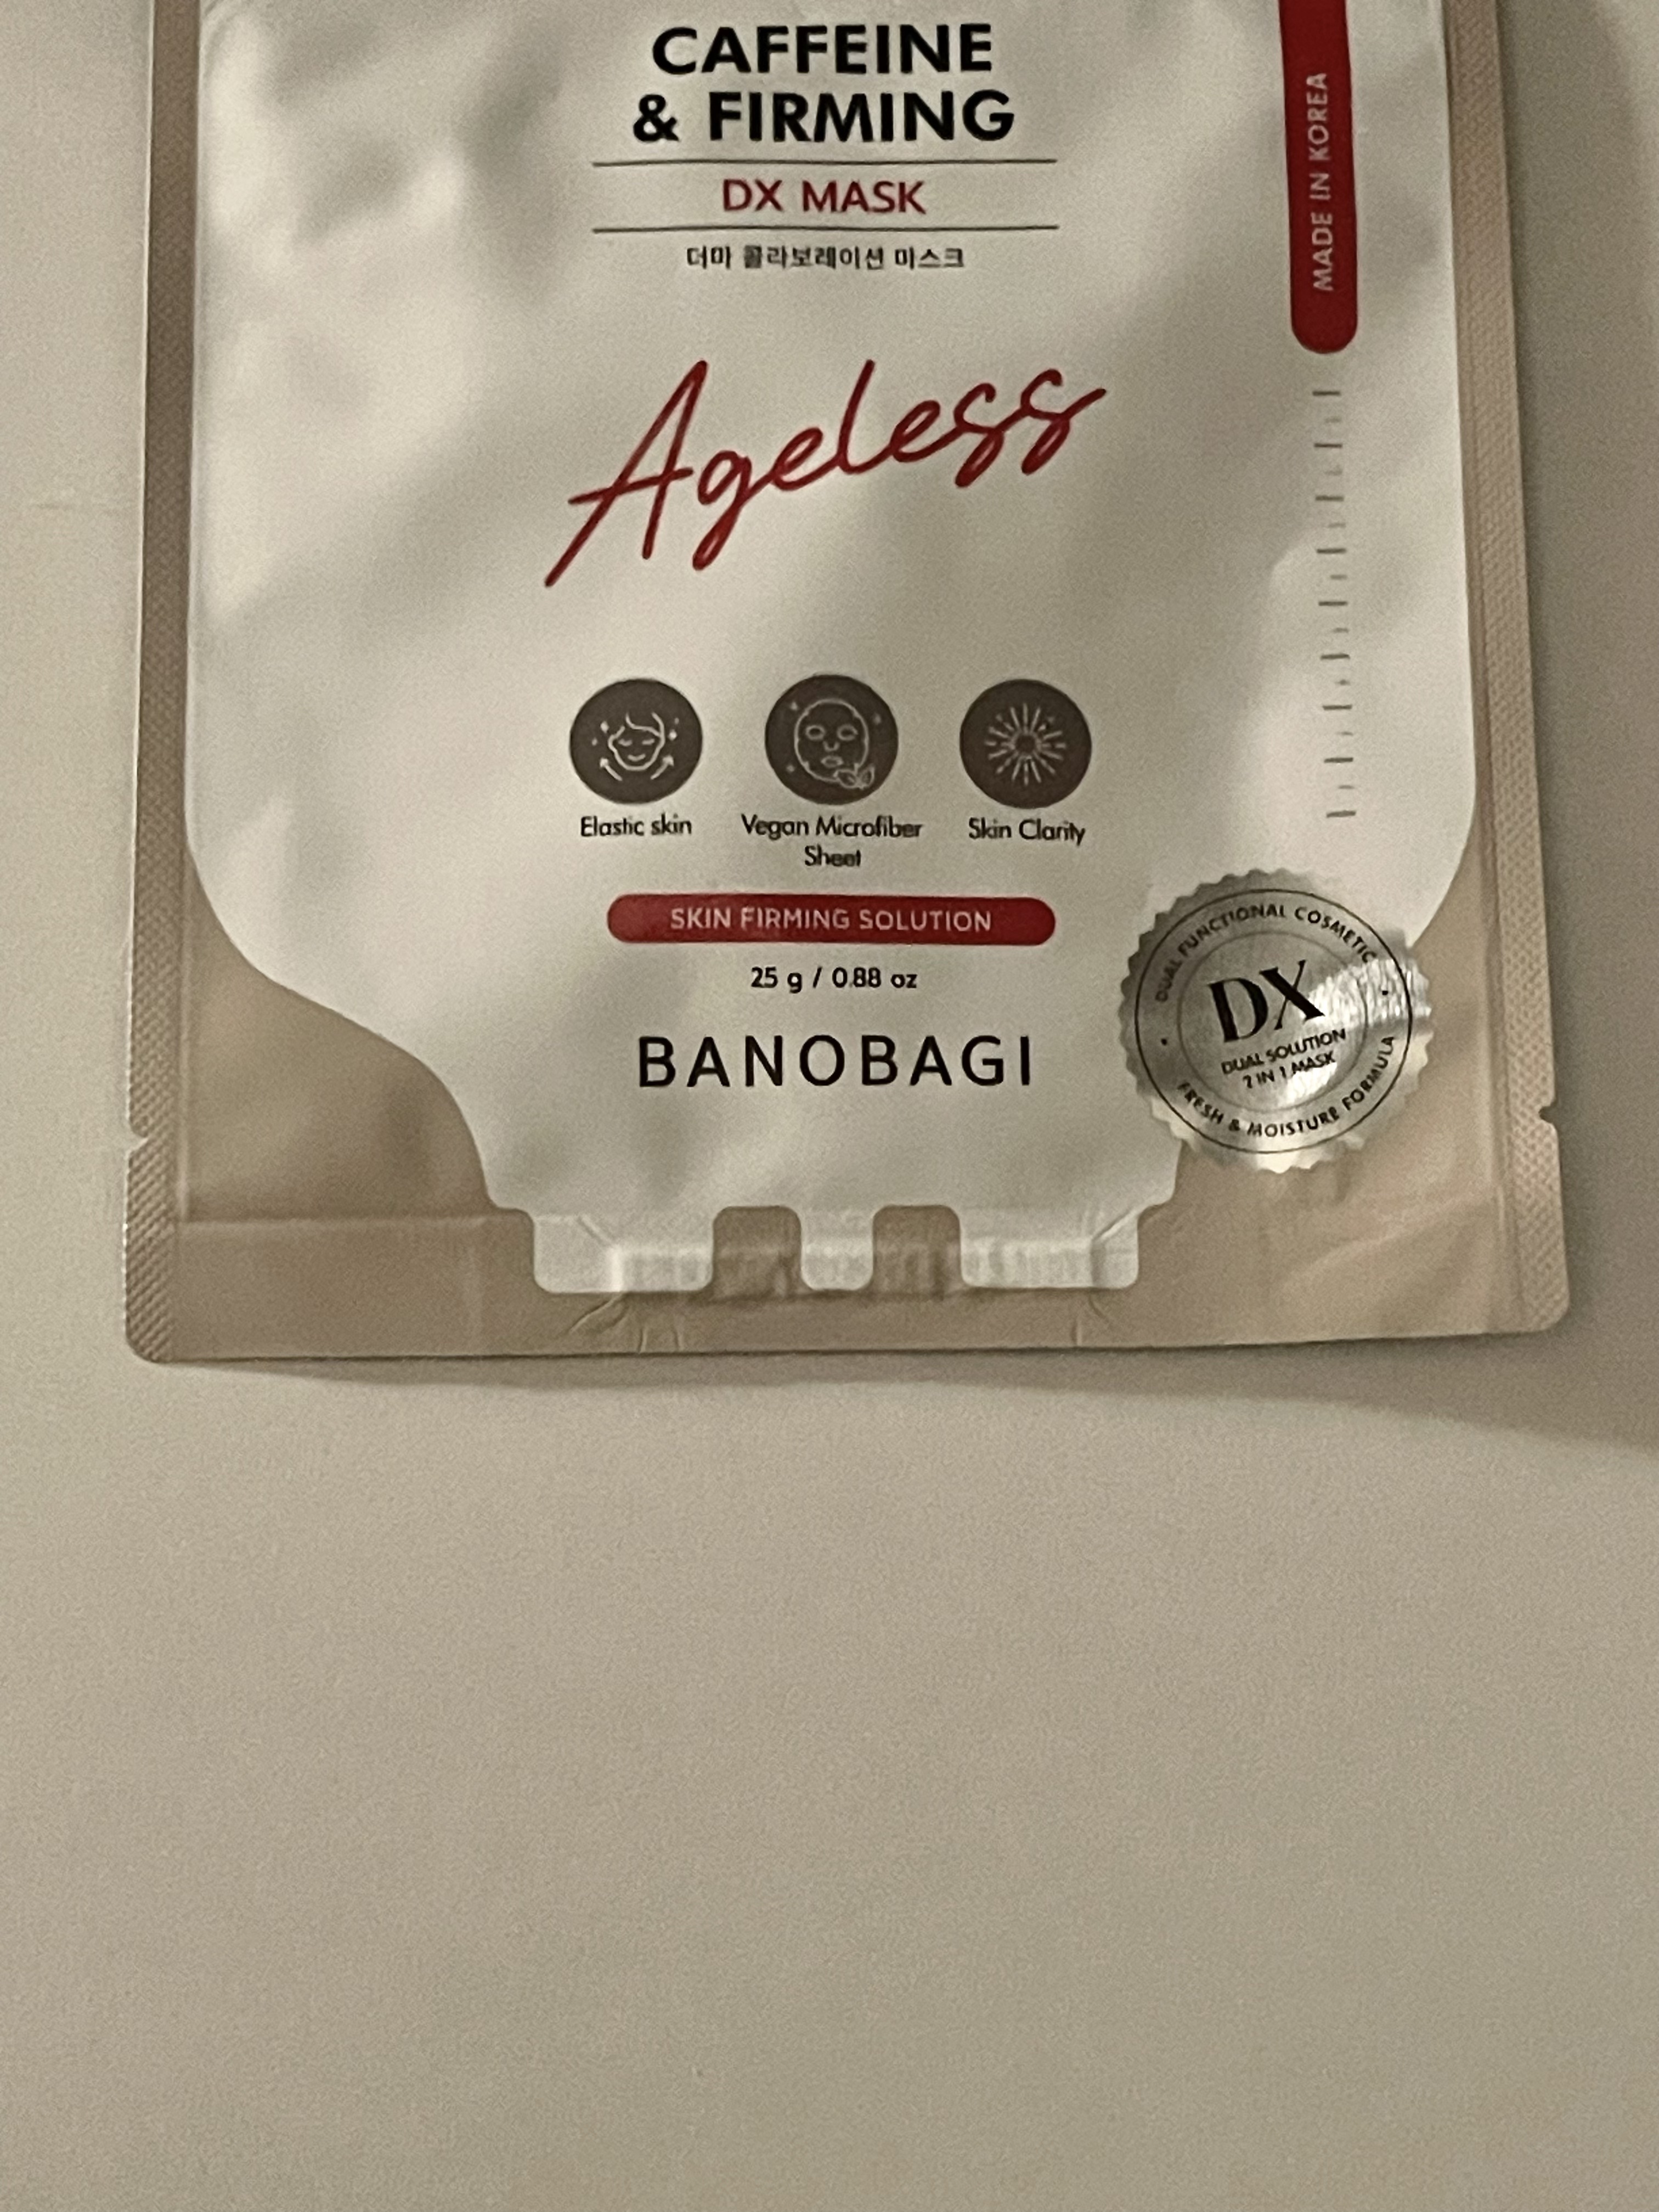 CAFFEINE
& FIRMING
DX MASK
더마 콜라보레이션 마스크
MADE IN KOREA
Ageless
Elastic skin
Vegan Microfiber
Sheet
Skin Clarity
SKIN FIRMING SOLUTION
25 g / 0.88 oz
BANOBAGI
DUAL FUNCTIONAL COSMETIC
DX
DUAL SOLUTION
2 IN 1 MASK
FRESH & MOISTURE FORMULA